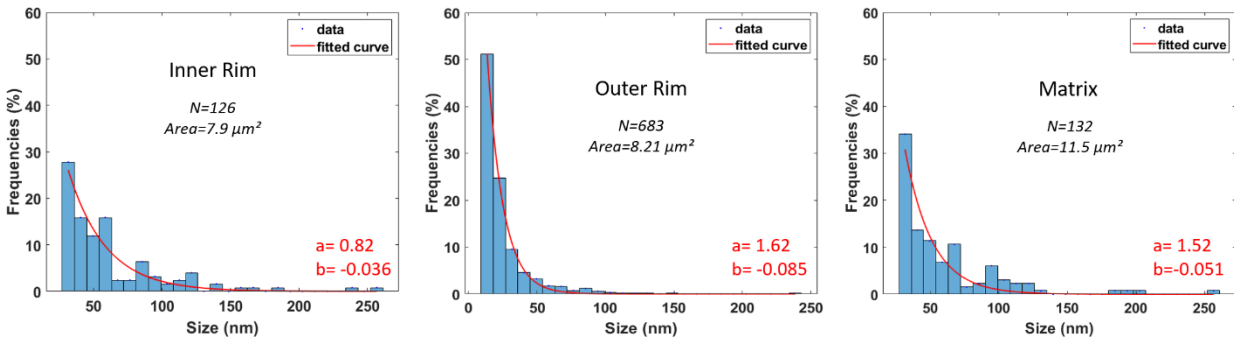 60
50
40
30
20
10
0
Frequencies (%)
data
fitted curve
Inner Rim
N=126
Area=7.9 µm²
a= 0.82
b= -0.036
50
100
150
200
250
Size (nm)
60
50
40
30
20
10
0
Frequencies (%)
data
fitted curve
Outer Rim
N=683
Area=8.21 µm²
a= 1.62
b= -0.085
50
100
150
200
250
Size (nm)
60
50
40
30
20
10
0
Frequencies (%)
data
fitted curve
Matrix
N=132
Area=11.5 µm²
a= 1.52
b= -0.051
50
100
150
200
250
Size (nm)